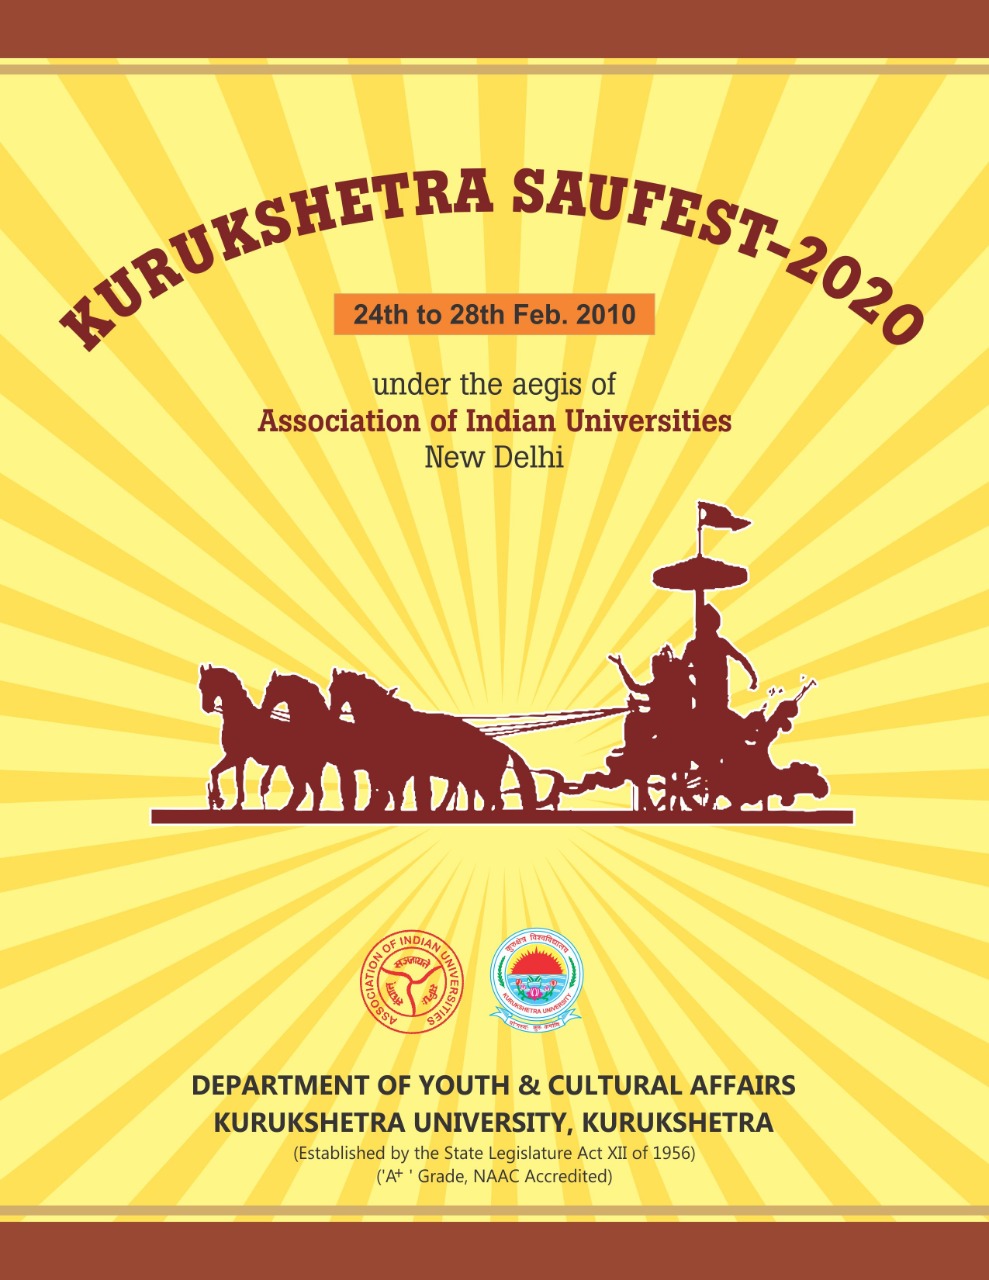 KURUKSHETRA SAUFEST-2020
24th to 28th Feb. 2010
under the aegis of
Association of Indian Universities
New Delhi
ASSOCIATION OF INDIAN UNIVERSITIES
कुरुक्षेत्र विश्वविद्यालय
KURUKSHETRA UNIVERSITY
DEPARTMENT OF YOUTH & CULTURAL AFFAIRS
KURUKSHETRA UNIVERSITY, KURUKSHETRA
(Established by the State Legislature Act XII of 1956)
('A+ ' Grade, NAAC Accredited)